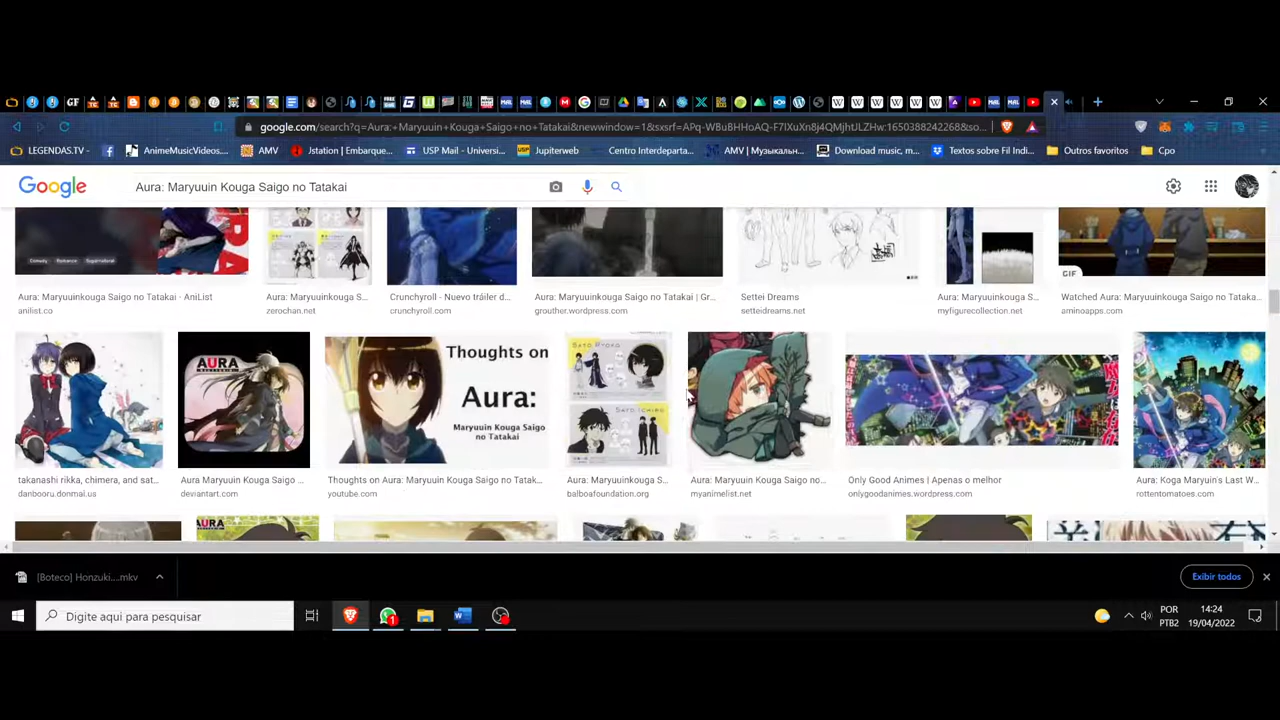 google.com/search?q=Aura:+Maryuuin+Kouga+Saigo+no+Tatakai&newwindow=1&sxsrf=APq-WBuBHHoAQ-F7IXuXn8j4QMjhtJLZHw:1650388242268&so...
LEGENDAS.TV - AnimeMusicVideos... AMV Jstation | Embarque... USP Mail - Universi... Jupiterweb Centro Interdeparta... AMV | Музыкальн... Download music, m... Textos sobre Fil Indi... Outros favoritos Cpo
Google Aura: Maryuuin Kouga Saigo no Tatakai
Comedy Romance Supernatural
GIF
Aura: Maryuuinkouga Saigo no Tatakai · AniList Aura: Maryuuinkouga S... Crunchyroll - Nuevo tráiler d... Aura: Maryuuinkouga Saigo no Tatakai | Gr... Settei Dreams Aura: Maryuuinkouga S... Watched Aura: Maryuuinkouga Saigo no Tataka...
anilist.co zerochan.net crunchyroll.com grouther.wordpress.com setteidreams.net myfigurecollection.net aminoapps.com
AURA
Thoughts on
Aura:
Maryuuin Kouga Saigo
no Tatakai
SATO RYOKO
SATO ICHIRO
takanashi rikka, chimera, and sat... Aura Maryuuin Kouga Saigo ... Thoughts on Aura: Maryuuin Kouga Saigo no Tatak... Aura: Maryuuinkouga S... Aura: Maryuuin Kouga Saigo no... Only Good Animes | Apenas o melhor Aura: Koga Maryuin's Last W...
danbooru.donmai.us deviantart.com youtube.com balboafoundation.org myanimelist.net onlygoodanimes.wordpress.com rottentomatoes.com
AURA
[Boteco] Honzuki....mkv Exibir todos
Digite aqui para pesquisar
1
POR 14:24
PTB2 19/04/2022